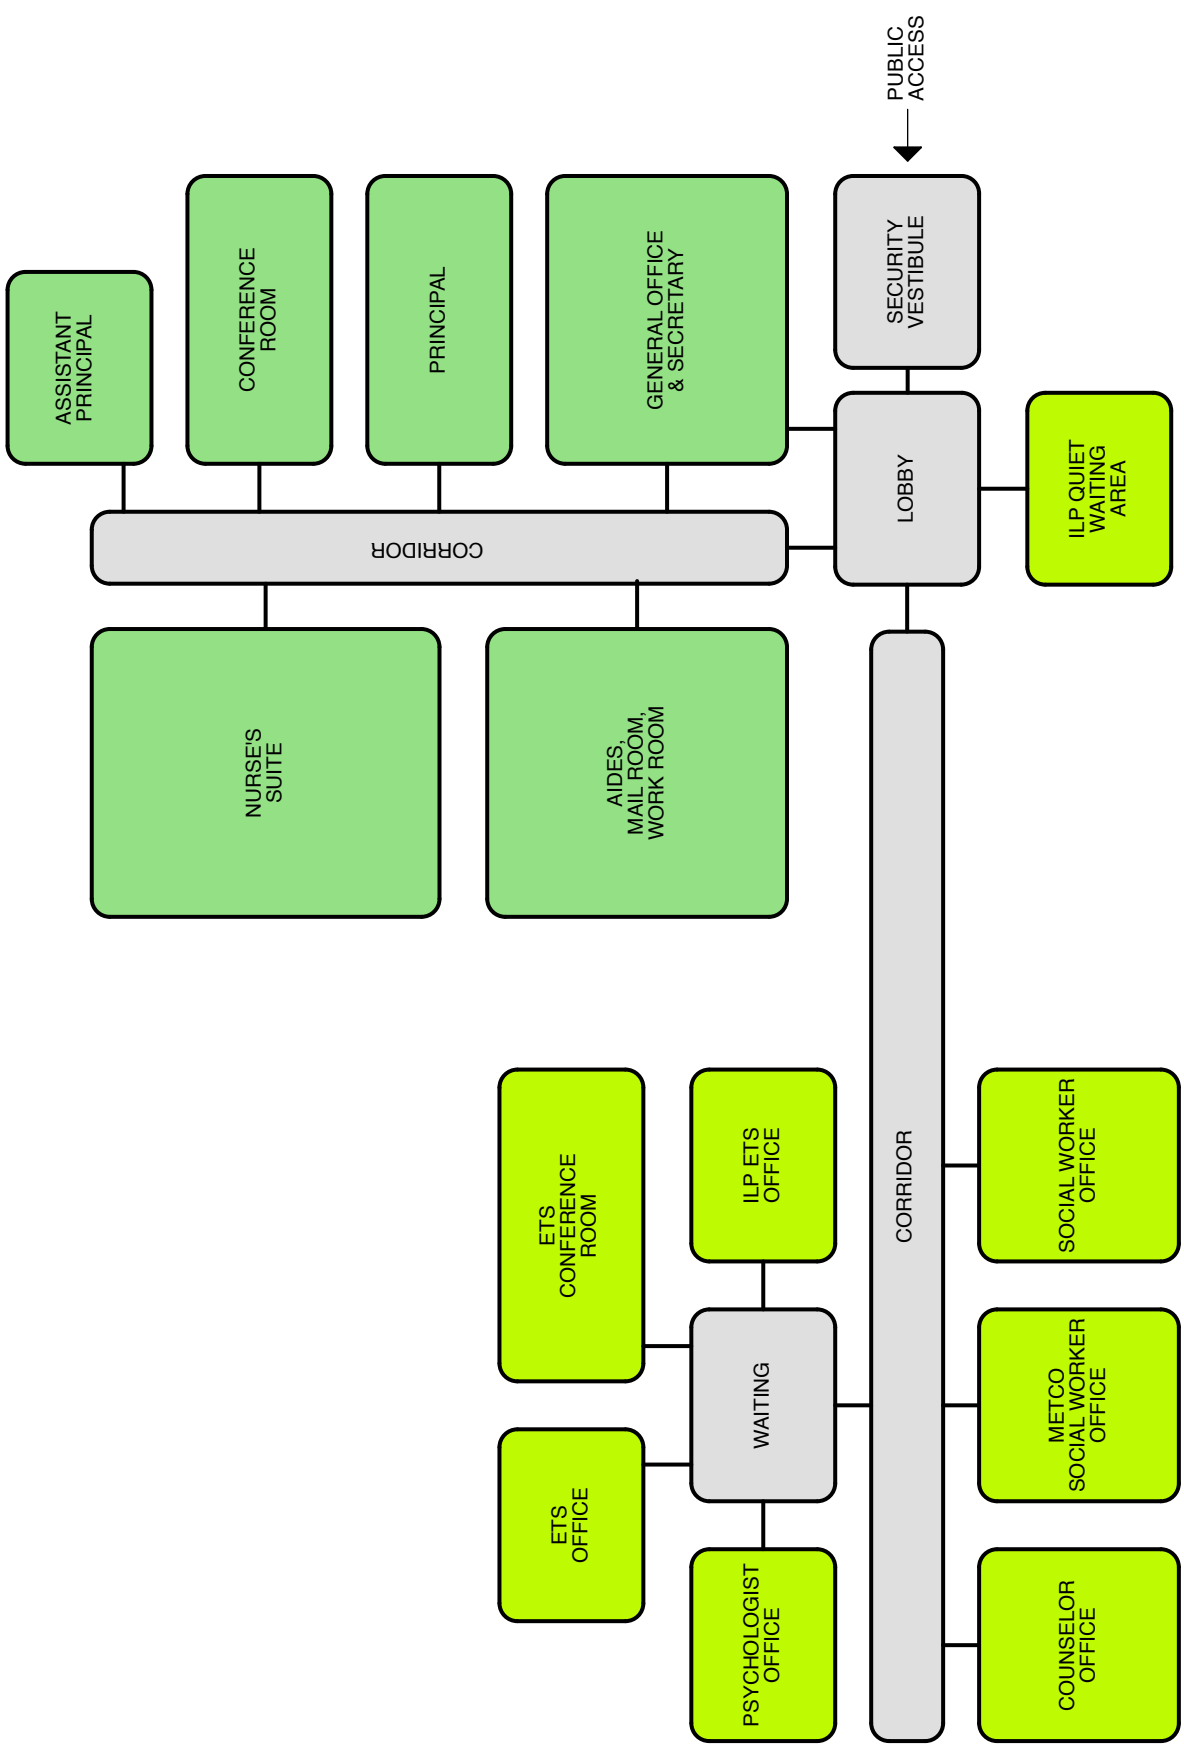 PUBLIC
ACCESS
ASSISTANT
PRINCIPAL
CONFERENCE
ROOM
PRINCIPAL
GENERAL OFFICE
& SECRETARY
SECURITY
VESTIBULE
CORRIDOR
LOBBY
ILP QUIET
WAITING
AREA
NURSE'S
SUITE
AIDES,
MAIL ROOM,
WORK ROOM
ETS
CONFERENCE
ROOM
ILP ETS
OFFICE
CORRIDOR
SOCIAL WORKER
OFFICE
ETS
OFFICE
WAITING
METCO
SOCIAL WORKER
OFFICE
PSYCHOLOGIST
OFFICE
COUNSELOR
OFFICE